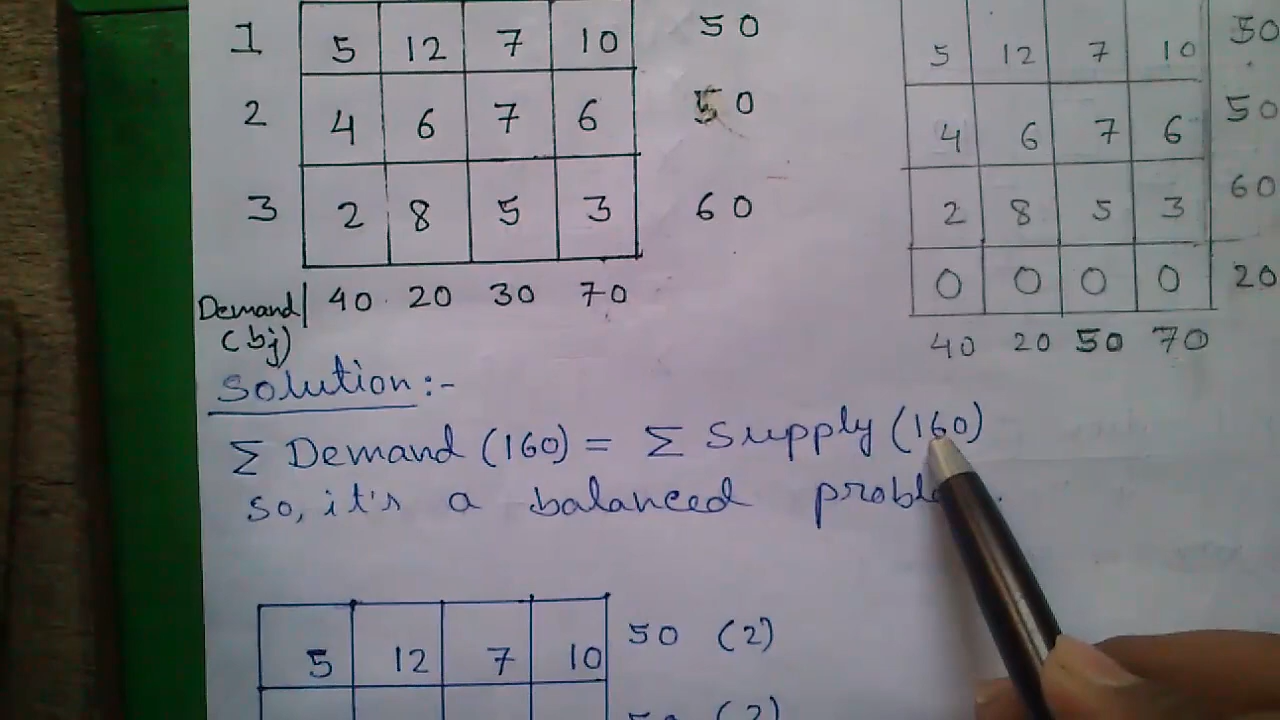 1 5 12 7 10 50
2 4 6 7 6 50
3 2 8 5 3 60
Demand 40 20 30 70
(bj)
5 12 7 10 50
4 6 7 6 50
2 8 5 3 60
0 0 0 0 20
40 20 50 70
Solution:-
Σ Demand (160) = Σ Supply (160)
so, it's a balanced
5 12 7 10 50 (2)
(2)